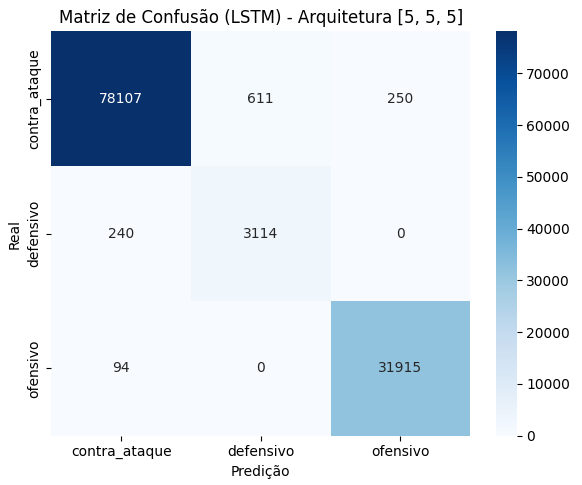 Matriz de Confusão (LSTM) - Arquitetura [5, 5, 5]
contra_ataque
78107 611 250
defensivo
240 3114 0
ofensivo
94 0 31915
Real
contra_ataque defensivo ofensivo
Predição
70000
60000
50000
40000
30000
20000
10000
0